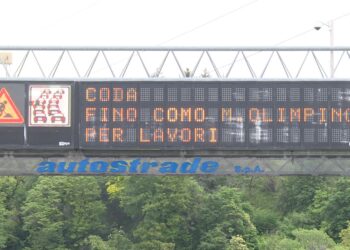 CODA
FINO COMO M.OLIMPINO
PER LAVORI
autostrade S.p.A.